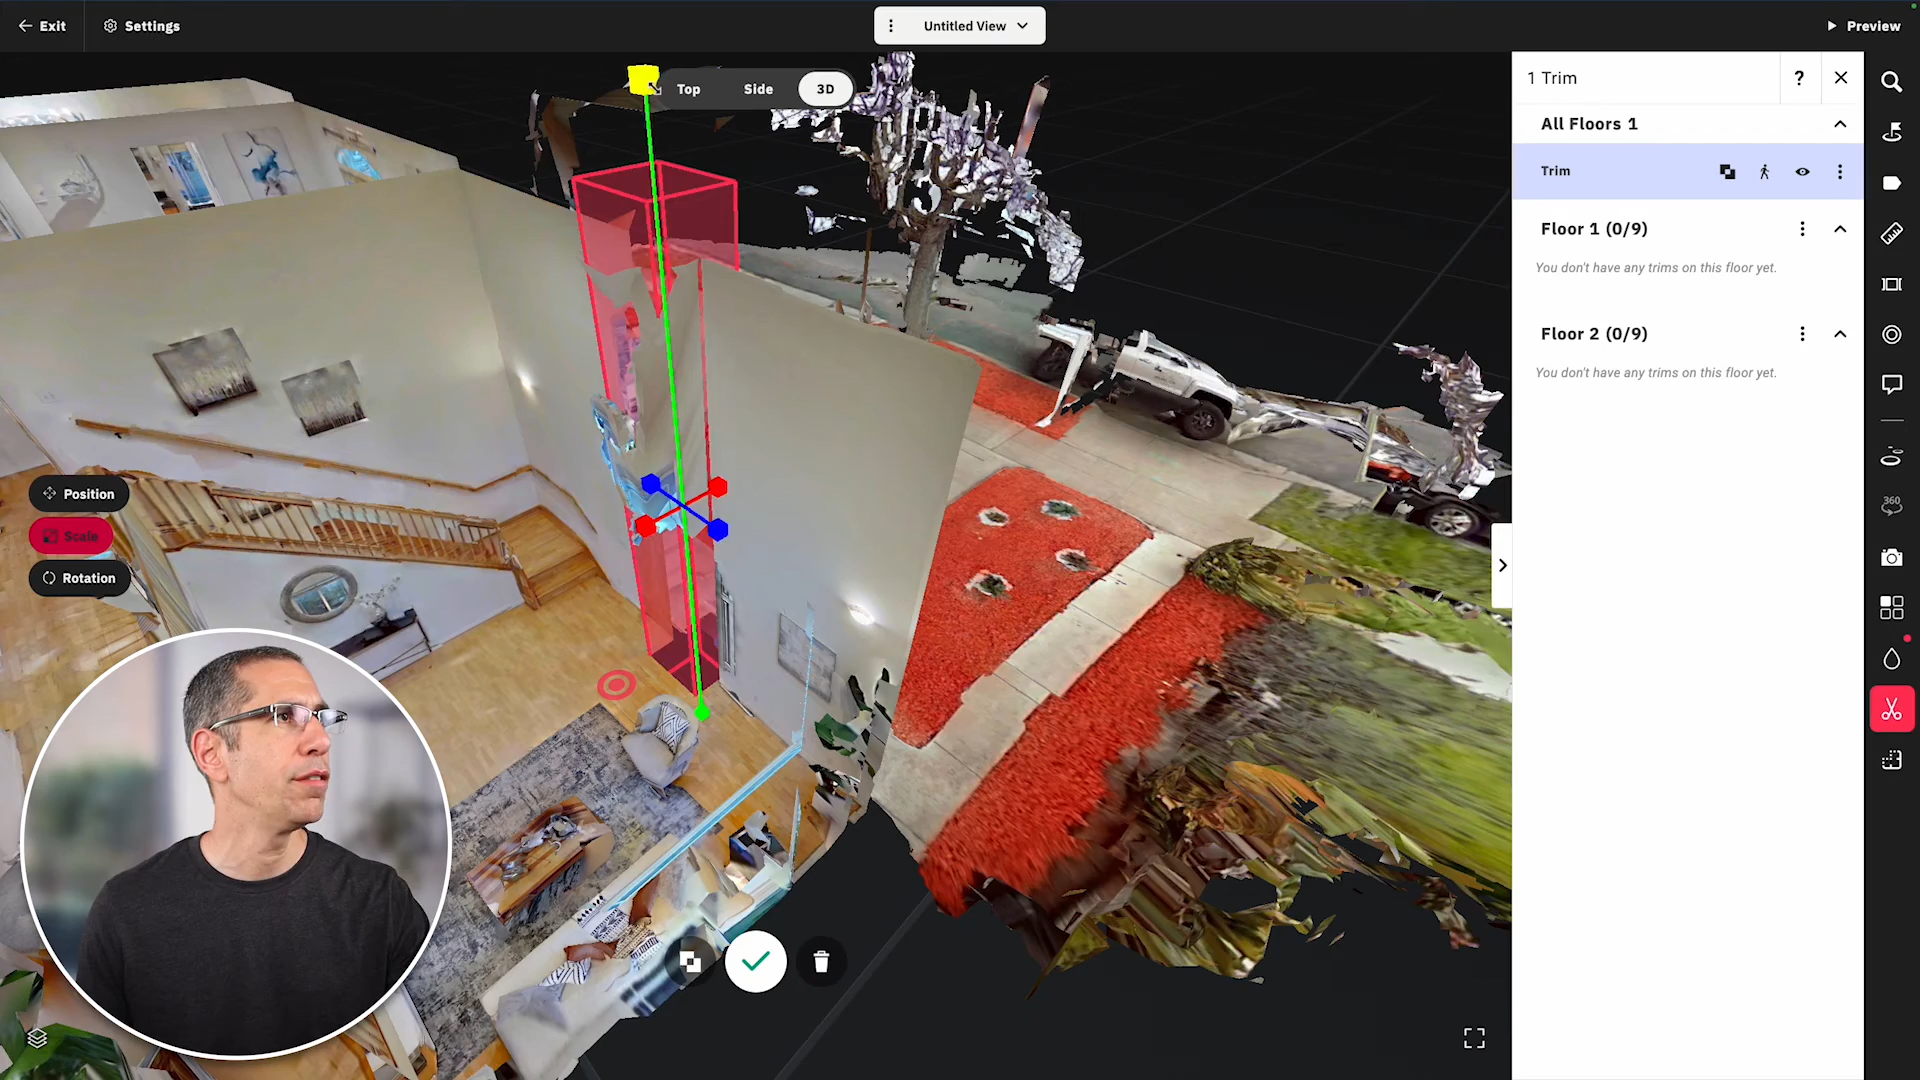 Exit
Settings
Untitled View
Preview
Top
Side
3D
1 Trim
?
All Floors 1
Trim
Floor 1 (0/9)
You don't have any trims on this floor yet.
Floor 2 (0/9)
You don't have any trims on this floor yet.
Position
Scale
Rotation
360